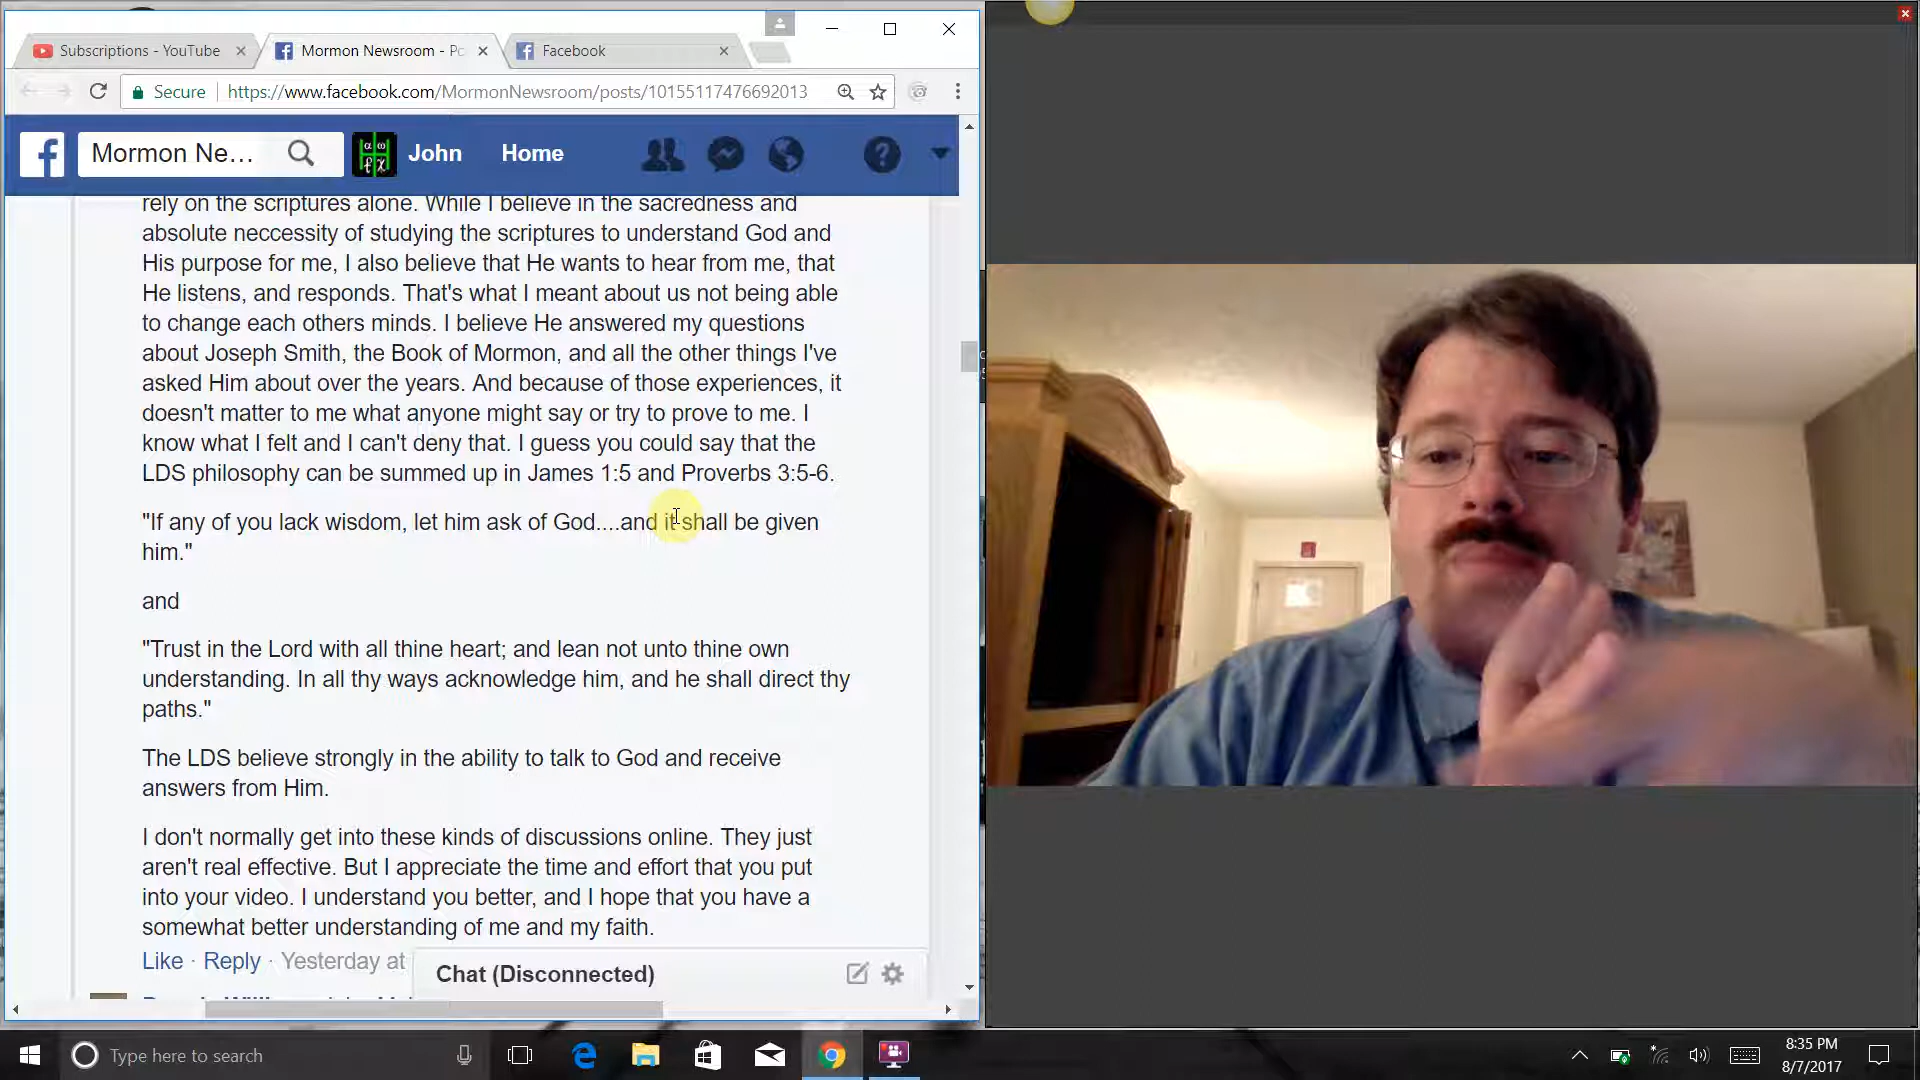 Subscriptions - YouTube
Mormon Newsroom - Po
Facebook
Secure
https://www.facebook.com/MormonNewsroom/posts/10155117476692013
Mormon Ne...
John
Home
rely on the scriptures alone. While I believe in the sacredness and
absolute neccessity of studying the scriptures to understand God and
His purpose for me, I also believe that He wants to hear from me, that
He listens, and responds. That's what I meant about us not being able
to change each others minds. I believe He answered my questions
about Joseph Smith, the Book of Mormon, and all the other things I've
asked Him about over the years. And because of those experiences, it
doesn't matter to me what anyone might say or try to prove to me. I
know what I felt and I can't deny that. I guess you could say that the
LDS philosophy can be summed up in James 1:5 and Proverbs 3:5-6.
"If any of you lack wisdom, let him ask of God....and it shall be given
him."
and
"Trust in the Lord with all thine heart; and lean not unto thine own
understanding. In all thy ways acknowledge him, and he shall direct thy
paths."
The LDS believe strongly in the ability to talk to God and receive
answers from Him.
I don't normally get into these kinds of discussions online. They just
aren't real effective. But I appreciate the time and effort that you put
into your video. I understand you better, and I hope that you have a
somewhat better understanding of me and my faith.
Like · Reply · Yesterday at
Chat (Disconnected)
Type here to search
8:35 PM
8/7/2017